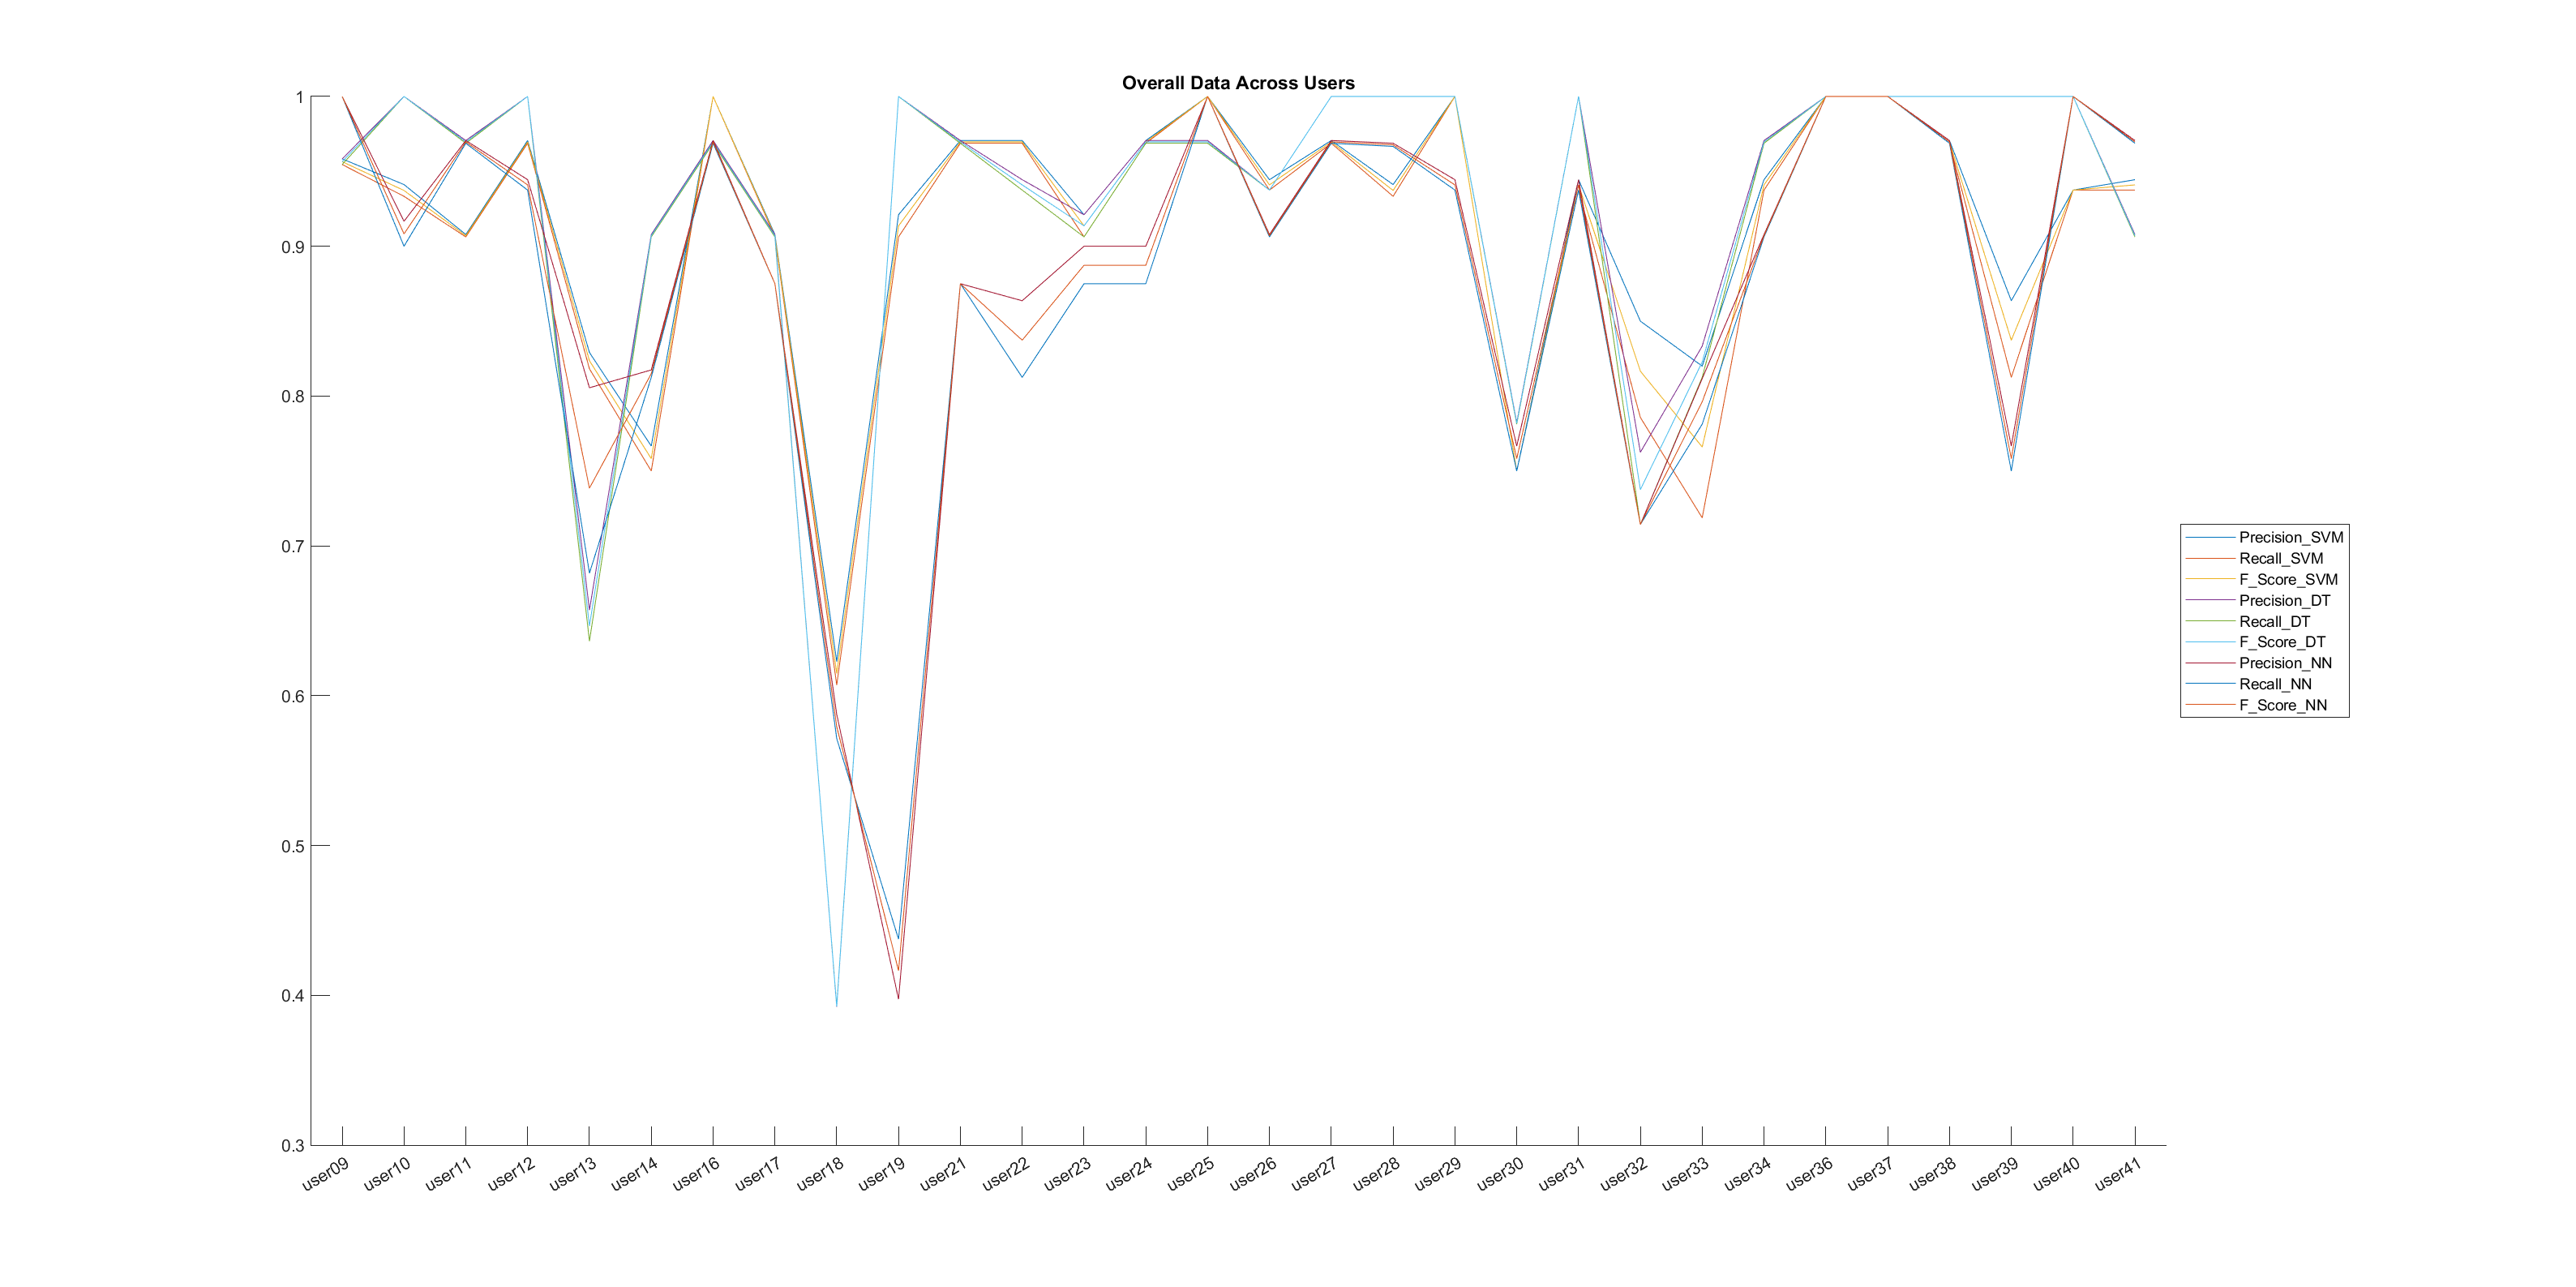 Overall Data Across Users
1
0.9
0.8
0.7
0.6
0.5
0.4
0.3
user09 user10 user11 user12 user13 user14 user16 user17 user18 user19 user21 user22 user23 user24 user25 user26 user27 user28 user29 user30 user31 user32 user33 user34 user36 user37 user38 user39 user40 user41
Precision_SVM
Recall_SVM
F_Score_SVM
Precision_DT
Recall_DT
F_Score_DT
Precision_NN
Recall_NN
F_Score_NN